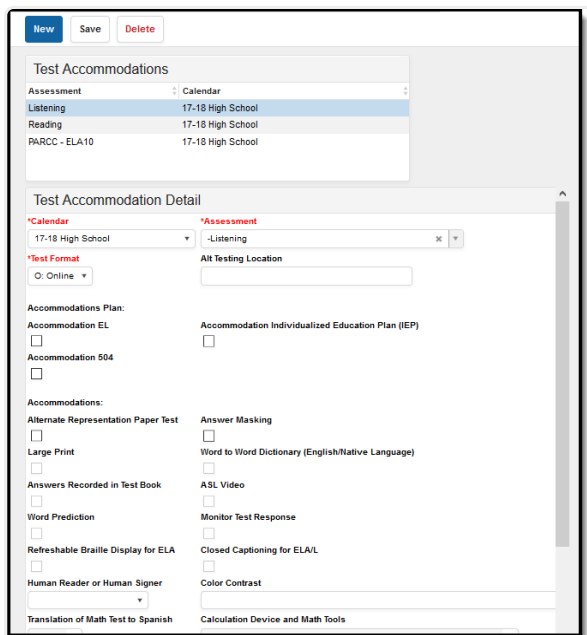 New Save Delete
Test Accommodations
Assessment Calendar
Listening 17-18 High School
Reading 17-18 High School
PARCC - ELA10 17-18 High School
Test Accommodation Detail
*Calendar *Assessment
17-18 High School -Listening
*Test Format Alt Testing Location
O: Online
Accommodations Plan:
Accommodation EL Accommodation Individualized Education Plan (IEP)
Accommodation 504
Accommodations:
Alternate Representation Paper Test Answer Masking
Large Print Word to Word Dictionary (English/Native Language)
Answers Recorded in Test Book ASL Video
Word Prediction Monitor Test Response
Refreshable Braille Display for ELA Closed Captioning for ELA/L
Human Reader or Human Signer Color Contrast
Translation of Math Test to Spanish Calculation Device and Math Tools